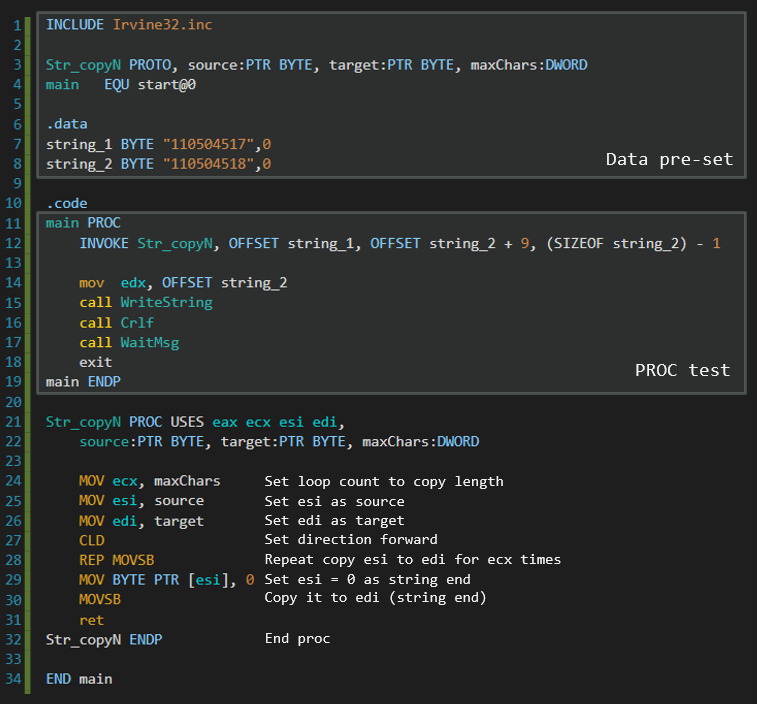 1 INCLUDE Irvine32.inc
2
3 Str_copyN PROTO, source:PTR BYTE, target:PTR BYTE, maxChars:DWORD
4 main   EQU start@0
5
6 .data
7 string_1 BYTE "110504517",0
8 string_2 BYTE "110504518",0
Data pre-set
9
10 .code
11 main PROC
12     INVOKE Str_copyN, OFFSET string_1, OFFSET string_2 + 9, (SIZEOF string_2) - 1
13
14     mov  edx, OFFSET string_2
15     call WriteString
16     call Crlf
17     call WaitMsg
18     exit
19 main ENDP
PROC test
20
21 Str_copyN PROC USES eax ecx esi edi,
22     source:PTR BYTE, target:PTR BYTE, maxChars:DWORD
23
24     MOV ecx, maxChars     Set loop count to copy length
25     MOV esi, source       Set esi as source
26     MOV edi, target       Set edi as target
27     CLD                   Set direction forward
28     REP MOVSB             Repeat copy esi to edi for ecx times
29     MOV BYTE PTR [esi], 0 Set esi = 0 as string end
30     MOVSB                 Copy it to edi (string end)
31     ret
32 Str_copyN ENDP            End proc
33
34 END main